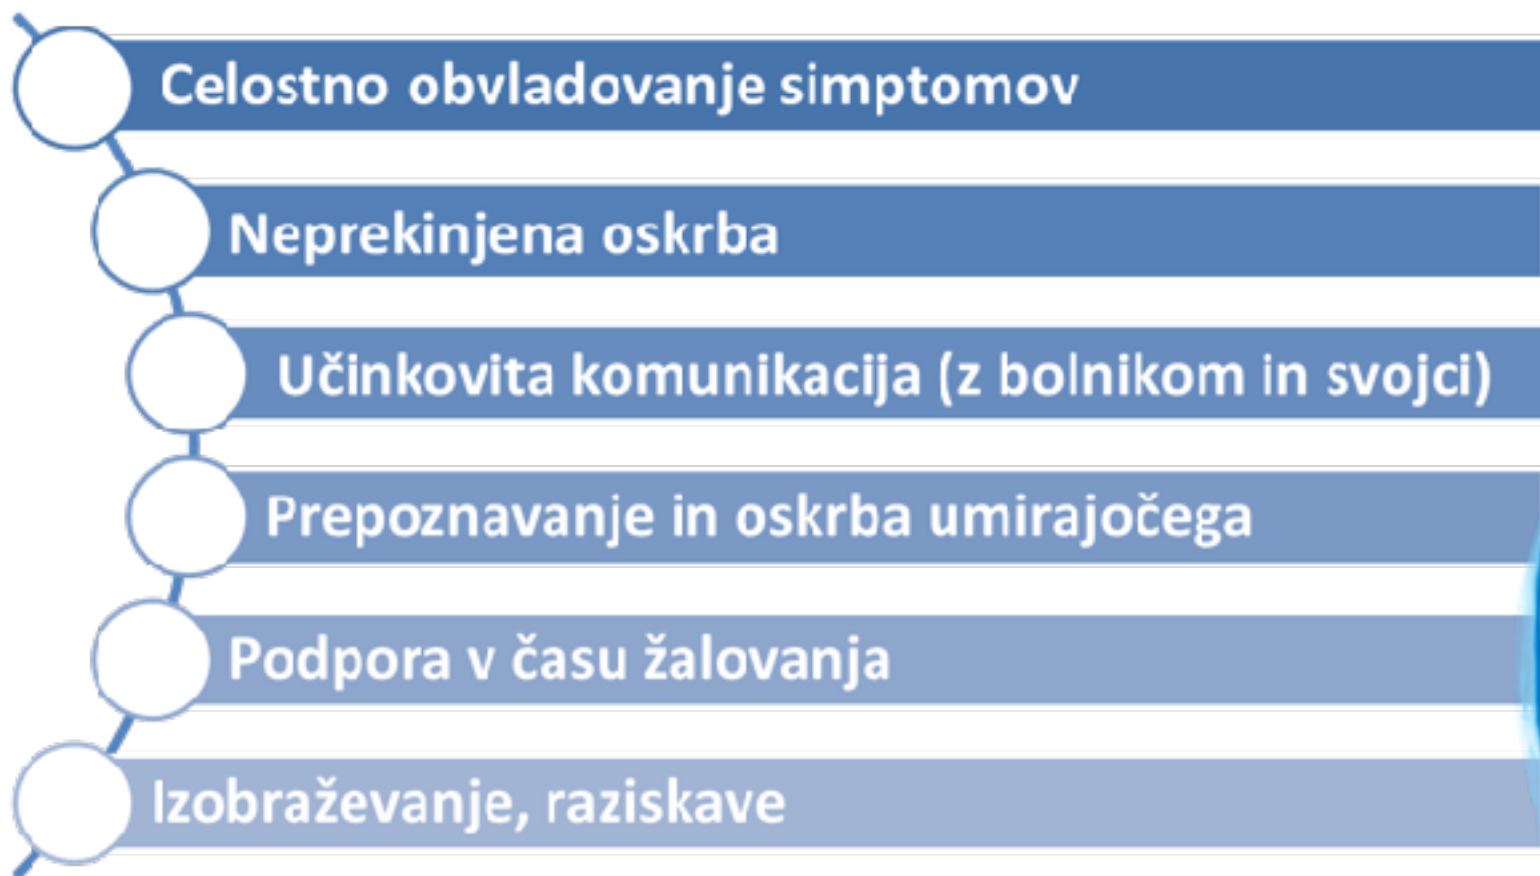 Celostno obvladovanje simptomov
Neprekinjena oskrba
Učinkovita komunikacija (z bolnikom in svojci)
Prepoznavanje in oskrba umirajočega
Podpora v času žalovanja
Izobraževanje, raziskave